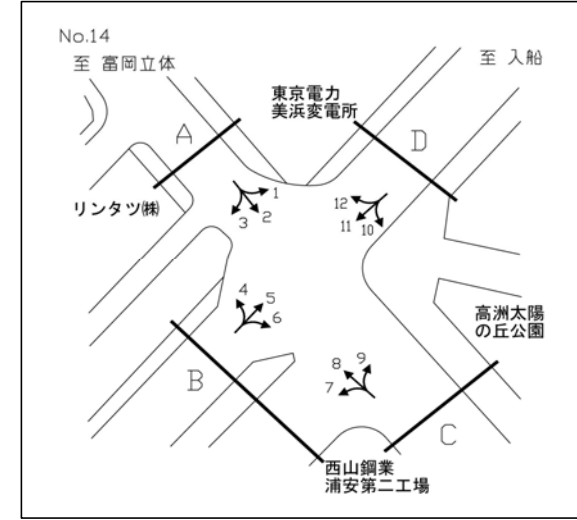 No.14
至 富岡立体
至 入船
東京電力
美浜変電所
A
D
リンタツ㈱
1
2
3
12
11
10
4
5
6
高洲太陽
の丘公園
B
8
9
7
C
西山鋼業
浦安第二工場